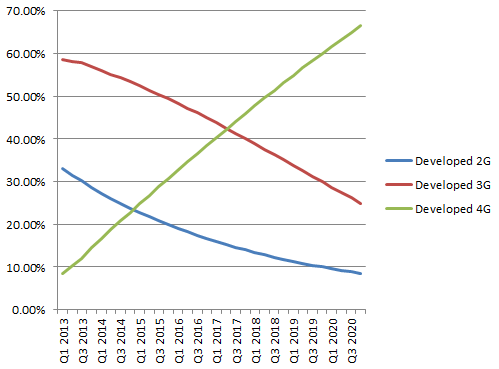 70.00%
60.00%
50.00%
40.00%
30.00%
20.00%
10.00%
0.00%
Q1 2013
Q3 2013
Q1 2014
Q3 2014
Q1 2015
Q3 2015
Q1 2016
Q3 2016
Q1 2017
Q3 2017
Q1 2018
Q3 2018
Q1 2019
Q3 2019
Q1 2020
Q3 2020
Developed 2G
Developed 3G
Developed 4G